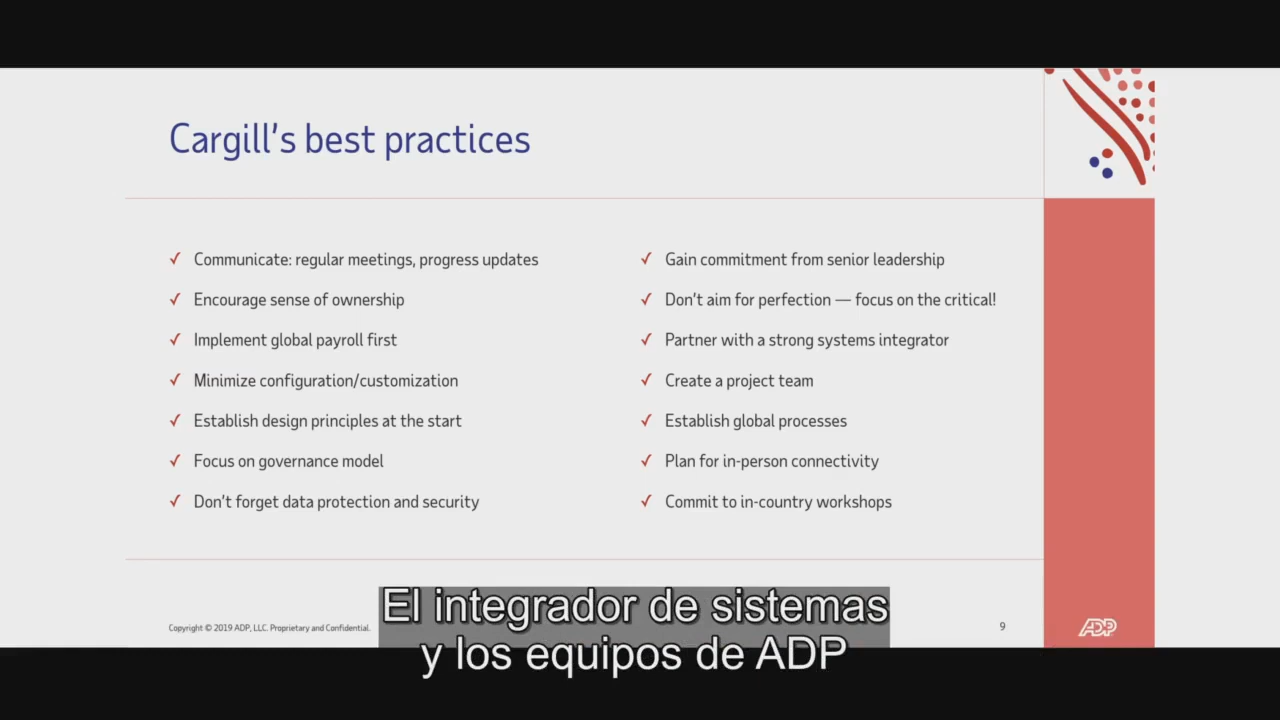 Cargill's best practices
✓ Communicate: regular meetings, progress updates
✓ Encourage sense of ownership
✓ Implement global payroll first
✓ Minimize configuration/customization
✓ Establish design principles at the start
✓ Focus on governance model
✓ Don't forget data protection and security
✓ Gain commitment from senior leadership
✓ Don't aim for perfection — focus on the critical!
✓ Partner with a strong systems integrator
✓ Create a project team
✓ Establish global processes
✓ Plan for in-person connectivity
✓ Commit to in-country workshops
Copyright © 2019 ADP, LLC. Proprietary and Confidential.
9
ADP
El integrador de sistemas
y los equipos de ADP